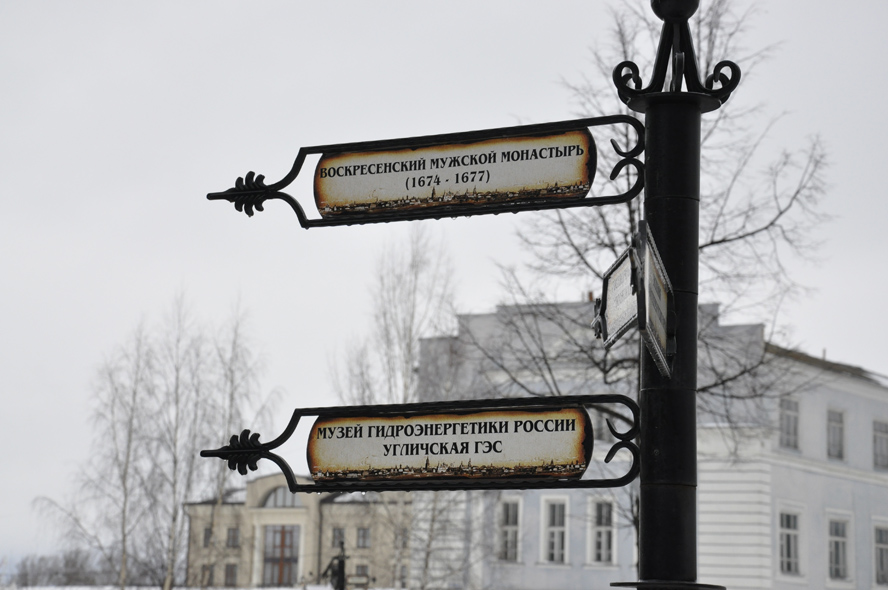 ВОСКРЕСЕНСКИЙ МУЖСКОЙ МОНАСТЫРЬ
(1674 - 1677)
МУЗЕЙ ГИДРОЭНЕРГЕТИКИ РОССИИ
УГЛИЧСКАЯ ГЭС